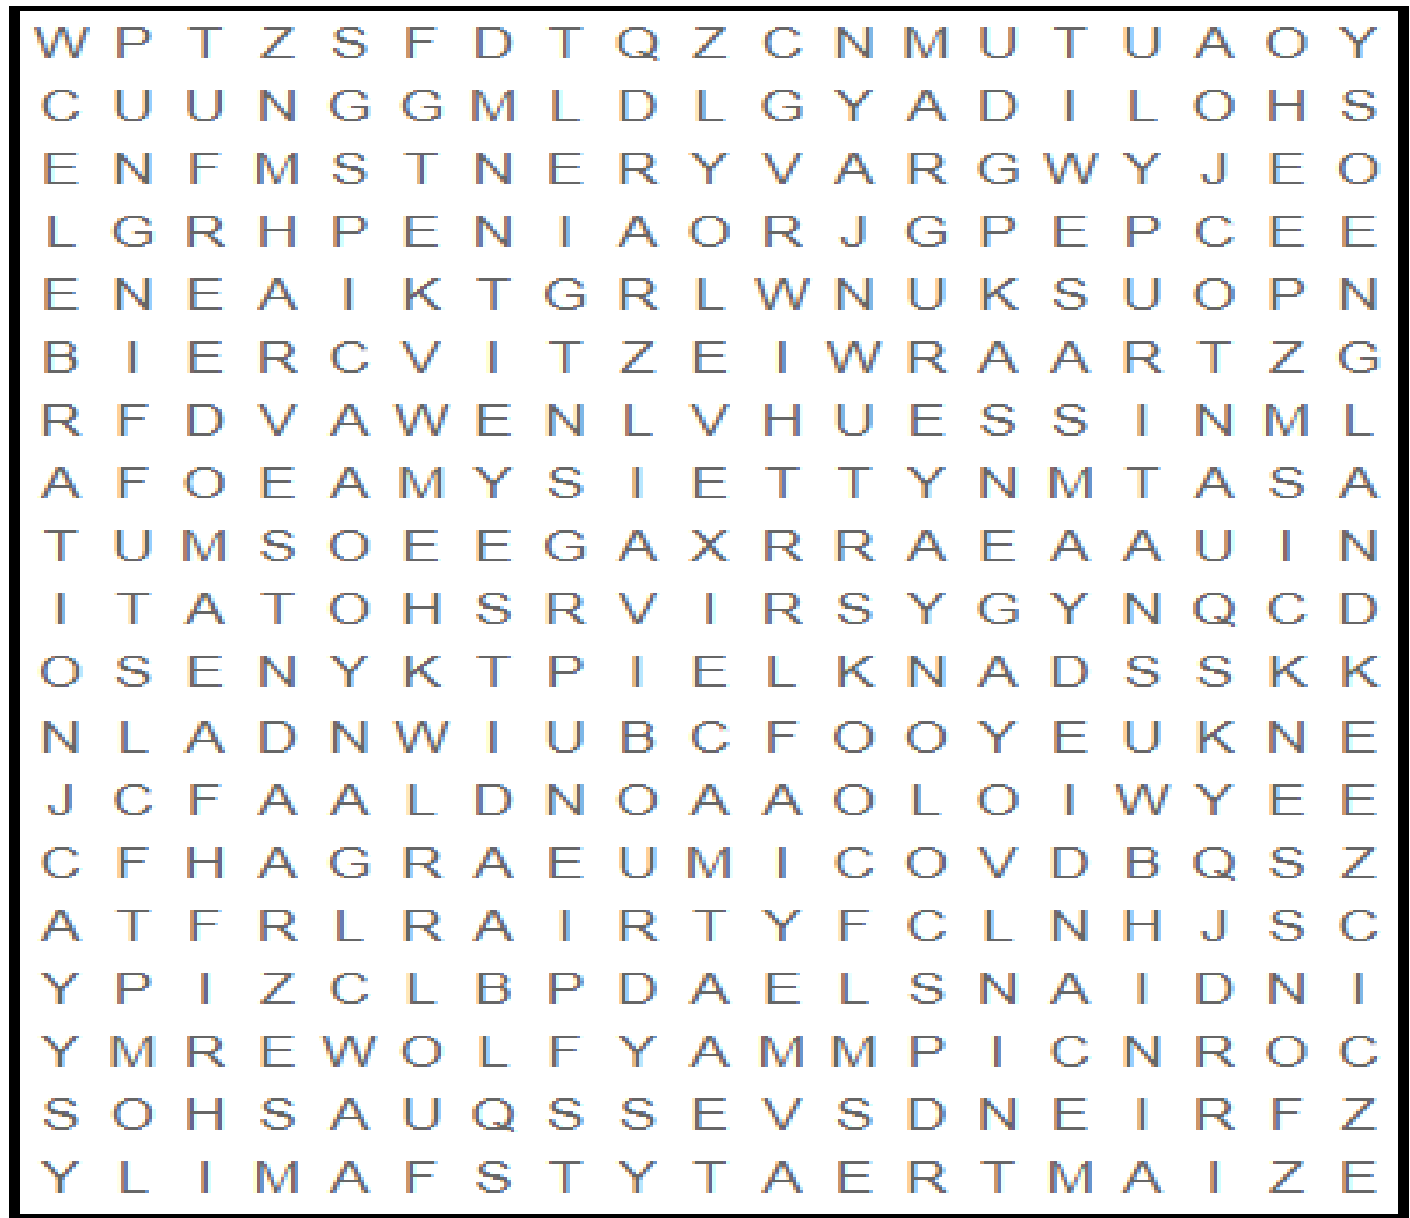 W P T Z S F D T Q Z C N M U T U A O Y
C U U N G G M L D L G Y A D I L O H S
E N F M S T N E R Y V A R G W Y J E O
L G R H P E N I A O R J G P E P C E E
E N E A I K T G R L W N U K S U O P N
B I E R C V I T Z E I W R A A R T Z G
R F D V A W E N L V H U E S S I N M L
A F O E A M Y S I E T T Y N M T A S A
T U M S O E E G A X R R A E A A U I N
I T A T O H S R V I R S Y G Y N Q C D
O S E N Y K T P I E L K N A D S S K K
N L A D N W I U B C F O O Y E U K N E
J C F A A L D N O A A O L O I W Y E E
C F H A G R A E U M I C O V D B Q S Z
A T F R L R A I R T Y F C L N H J S C
Y P I Z C L B P D A E L S N A I D N I
Y M R E W O L F Y A M M P I C N R O C
S O H S A U Q S S E V S D N E I R F Z
Y L I M A F S T Y T A E R T M A I Z E